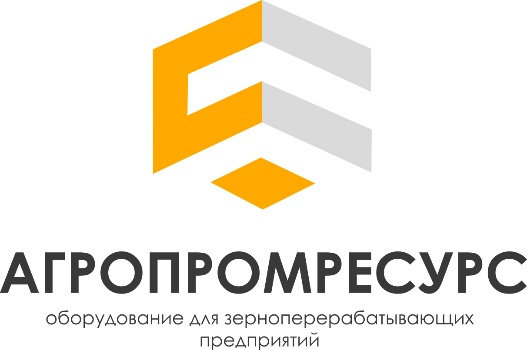 АГРОПРОМРЕСУРС
оборудование для зерноперерабатывающих
предприятий